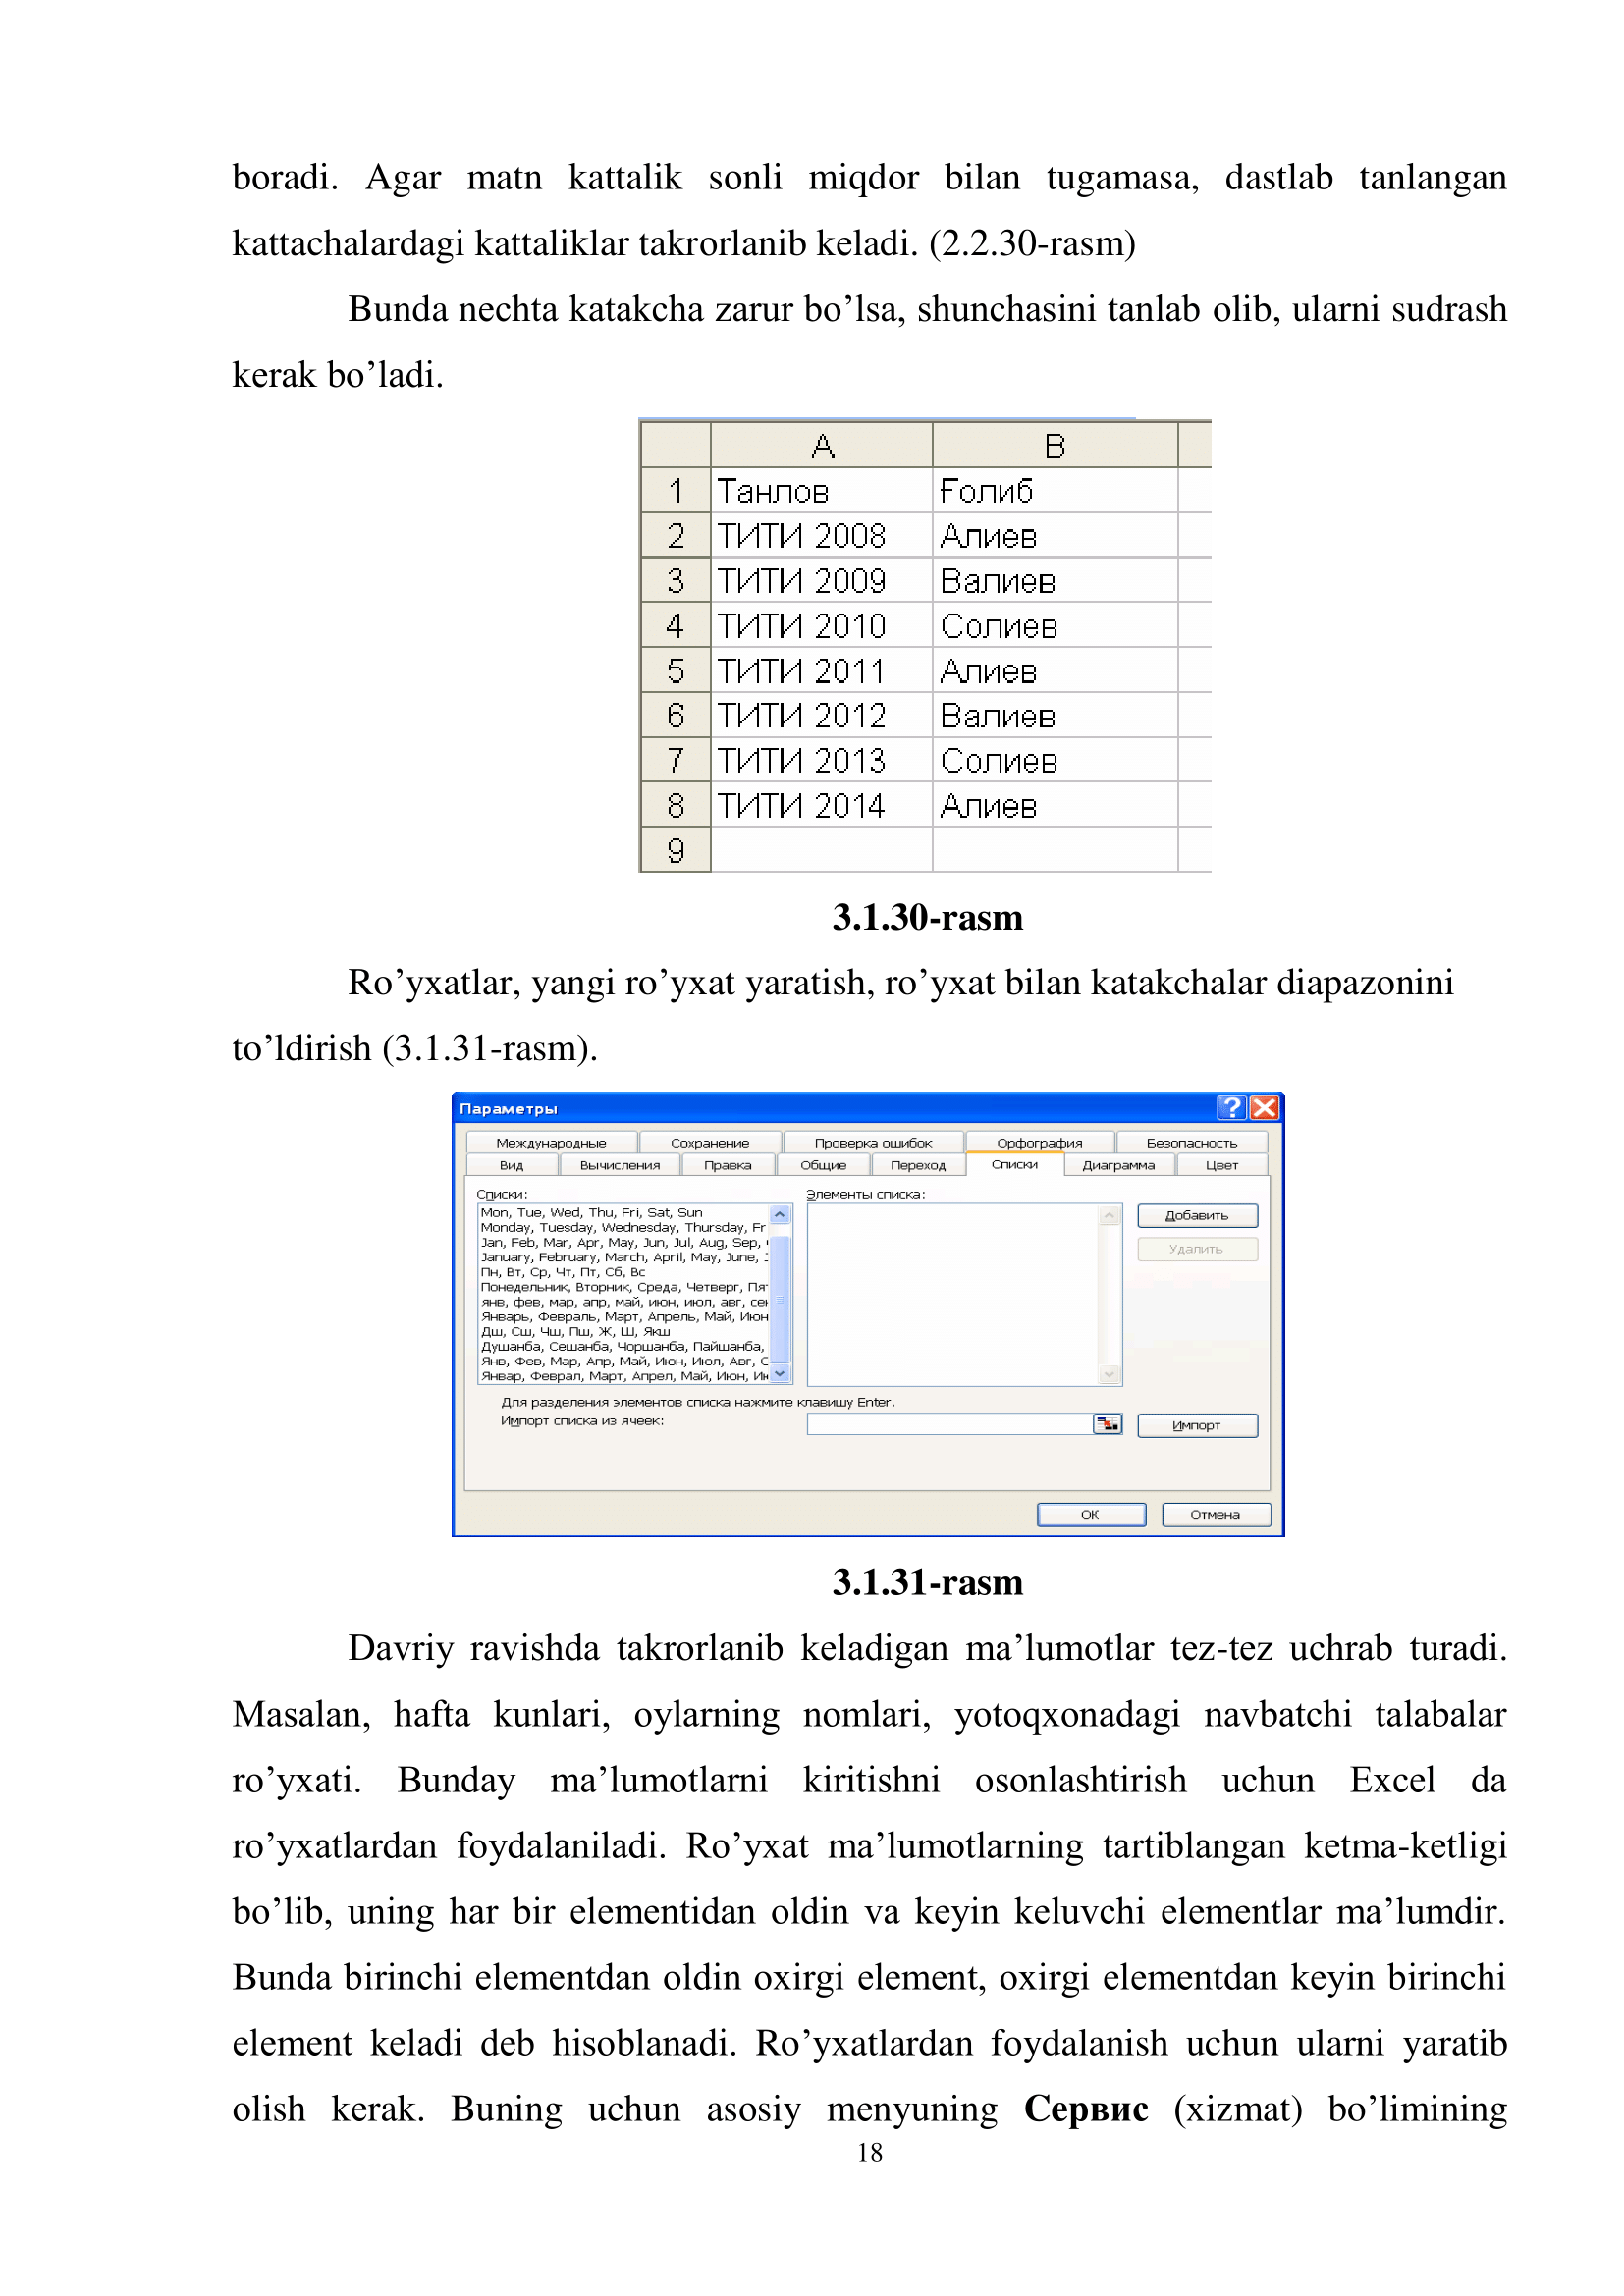 boradi. Agar matn kattalik sonli miqdor bilan tugamasa, dastlab tanlangan
kattachalardagi kattaliklar takrorlanib keladi. (2.2.30-rasm)
Bunda nechta katakcha zarur bo’lsa, shunchasini tanlab olib, ularni sudrash
kerak bo’ladi.
A B
1 Танлов Ғолиб
2 ТИТИ 2008 Алиев
3 ТИТИ 2009 Валиев
4 ТИТИ 2010 Солиев
5 ТИТИ 2011 Алиев
6 ТИТИ 2012 Валиев
7 ТИТИ 2013 Солиев
8 ТИТИ 2014 Алиев
9
3.1.30-rasm
Ro’yxatlar, yangi ro’yxat yaratish, ro’yxat bilan katakchalar diapazonini
to’ldirish (3.1.31-rasm).
Параметры
Международные Сохранение Проверка ошибок Орфография Безопасность
Вид Вычисления Правка Общие Переход Списки Диаграмма Цвет
Списки: Элементы списка:
Mon, Tue, Wed, Thu, Fri, Sat, Sun
Monday, Tuesday, Wednesday, Thursday, Fr
Jan, Feb, Mar, Apr, May, Jun, Jul, Aug, Sep,
January, February, March, April, May, June,
Пн, Вт, Ср, Чт, Пт, Сб, Вс
Понедельник, Вторник, Среда, Четверг, Пят
янв, фев, мар, апр, май, июн, июл, авг, сен
Январь, Февраль, Март, Апрель, Май, Июн
Дш, Сш, Чш, Пш, Ж, Ш, Якш
Душанба, Сешанба, Чоршанба, Пайшанба,
Янв, Фев, Мар, Апр, Май, Июн, Июл, Авг, С
Январ, Феврал, Март, Апрел, Май, Июн, Ию
Добавить
Удалить
Для разделения элементов списка нажмите клавишу Enter.
Импорт списка из ячеек: Импорт
ОК Отмена
3.1.31-rasm
Davriy ravishda takrorlanib keladigan ma’lumotlar tez-tez uchrab turadi.
Masalan, hafta kunlari, oylarning nomlari, yotoqxonadagi navbatchi talabalar
ro’yxati. Bunday ma’lumotlarni kiritishni osonlashtirish uchun Excel da
ro’yxatlardan foydalaniladi. Ro’yxat ma’lumotlarning tartiblangan ketma-ketligi
bo’lib, uning har bir elementidan oldin va keyin keluvchi elementlar ma’lumdir.
Bunda birinchi elementdan oldin oxirgi element, oxirgi elementdan keyin birinchi
element keladi deb hisoblanadi. Ro’yxatlardan foydalanish uchun ularni yaratib
olish kerak. Buning uchun asosiy menyuning Сервис (xizmat) bo’limining
18